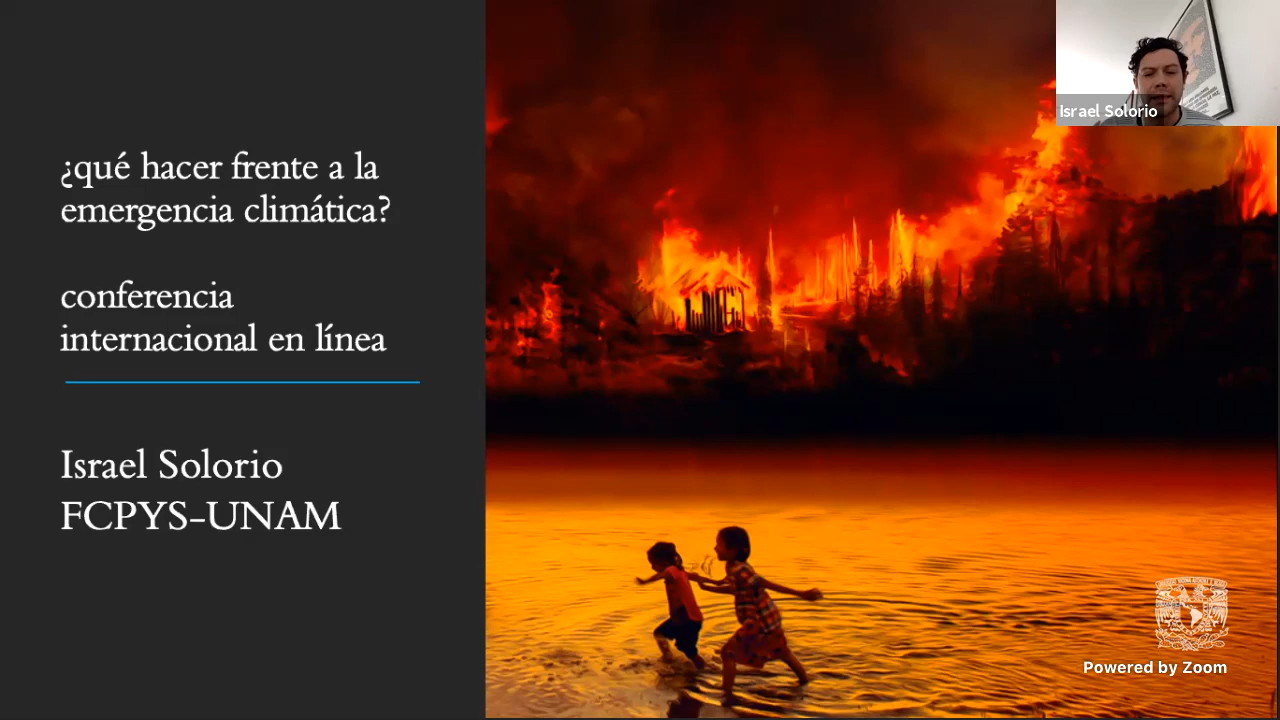 ¿qué hacer frente a la
emergencia climática?
conferencia
internacional en línea
Israel Solorio
FCPYS-UNAM
Israel Solorio
Powered by Zoom